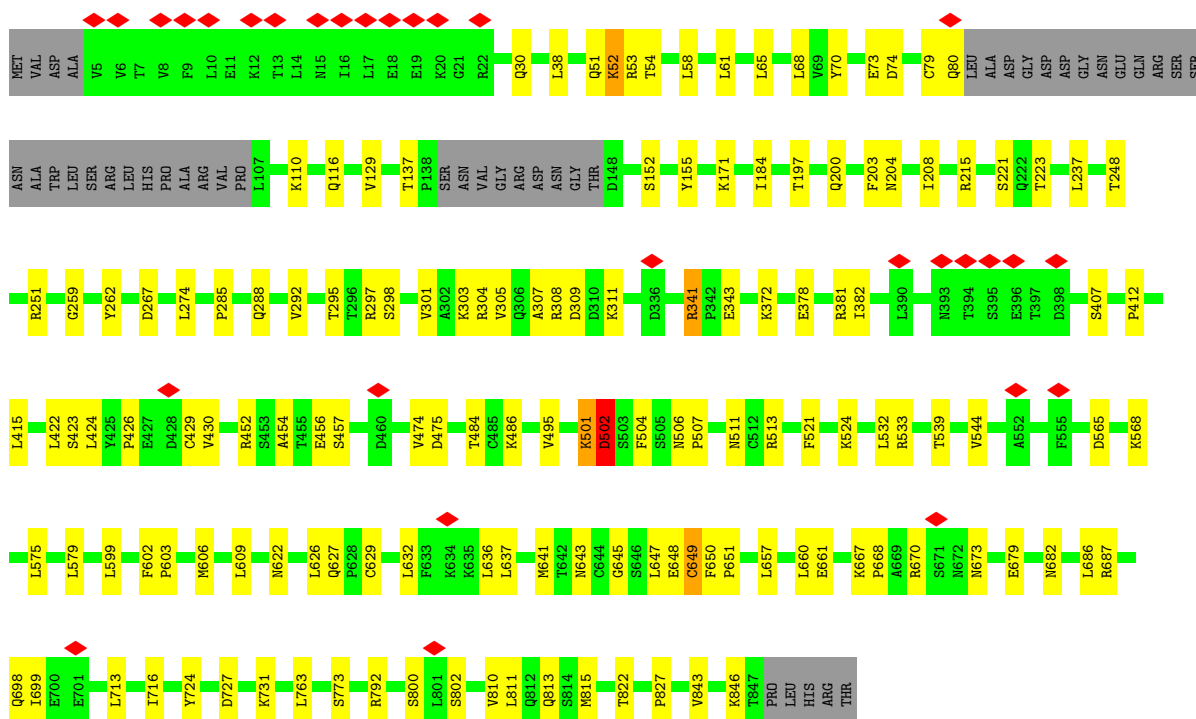 MET VAL ASP ALA V5 V6 T7 V8 F9 L10 E11 K12 T13 L14 N15 I16 L17 E18 E19 K20 G21 R22 Q30 L38 Q51 K52 R53 T54 L58 L61 L65 L68 V69 Y70 E73 D74 C79 Q80 LEU ALA ASP GLY ASP ASP GLY ASN GLU GLN ARG SER SER
ASN ALA TRP LEU SER ARG LEU HIS PRO ALA ARG VAL PRO L107 K110 Q116 V129 T137 P138 SER ASN VAL GLY ARG ASP ASN GLY THR D148 S152 Y155 K171 I184 T197 Q200 F203 N204 I208 R215 S221 Q222 T223 L237 T248
R251 G259 Y262 D267 L274 P285 Q288 V292 T295 T296 R297 S298 V301 A302 K303 R304 V305 Q306 A307 R308 D309 D310 K311 D336 R341 P342 E343 K372 E378 R381 I382 L390 N393 T394 S395 E396 T397 D398 S407 P412
L415 L422 S423 L424 Y425 P426 E427 D428 C429 V430 R452 S453 A454 T455 E456 S457 D460 V474 D475 T484 C485 K486 V495 K501 D502 S503 F504 S505 N506 P507 N511 C512 R513 F521 K524 L532 R533 T539 V544 A552 F555 D565 K568
L575 L579 L599 F602 P603 M606 L609 N622 L626 Q627 P628 C629 L632 F633 K634 K635 L636 L637 M641 T642 N643 C644 G645 S646 L647 E648 C649 F650 P651 L657 L660 E661 K667 P668 A669 R670 S671 N672 N673 E679 N682 L686 R687
Q698 I699 E700 E701 L713 I716 Y724 D727 K731 L763 S773 R792 S800 L801 S802 V810 L811 Q812 Q813 S814 M815 T822 P827 V843 K846 T847 PRO LEU HIS ARG THR